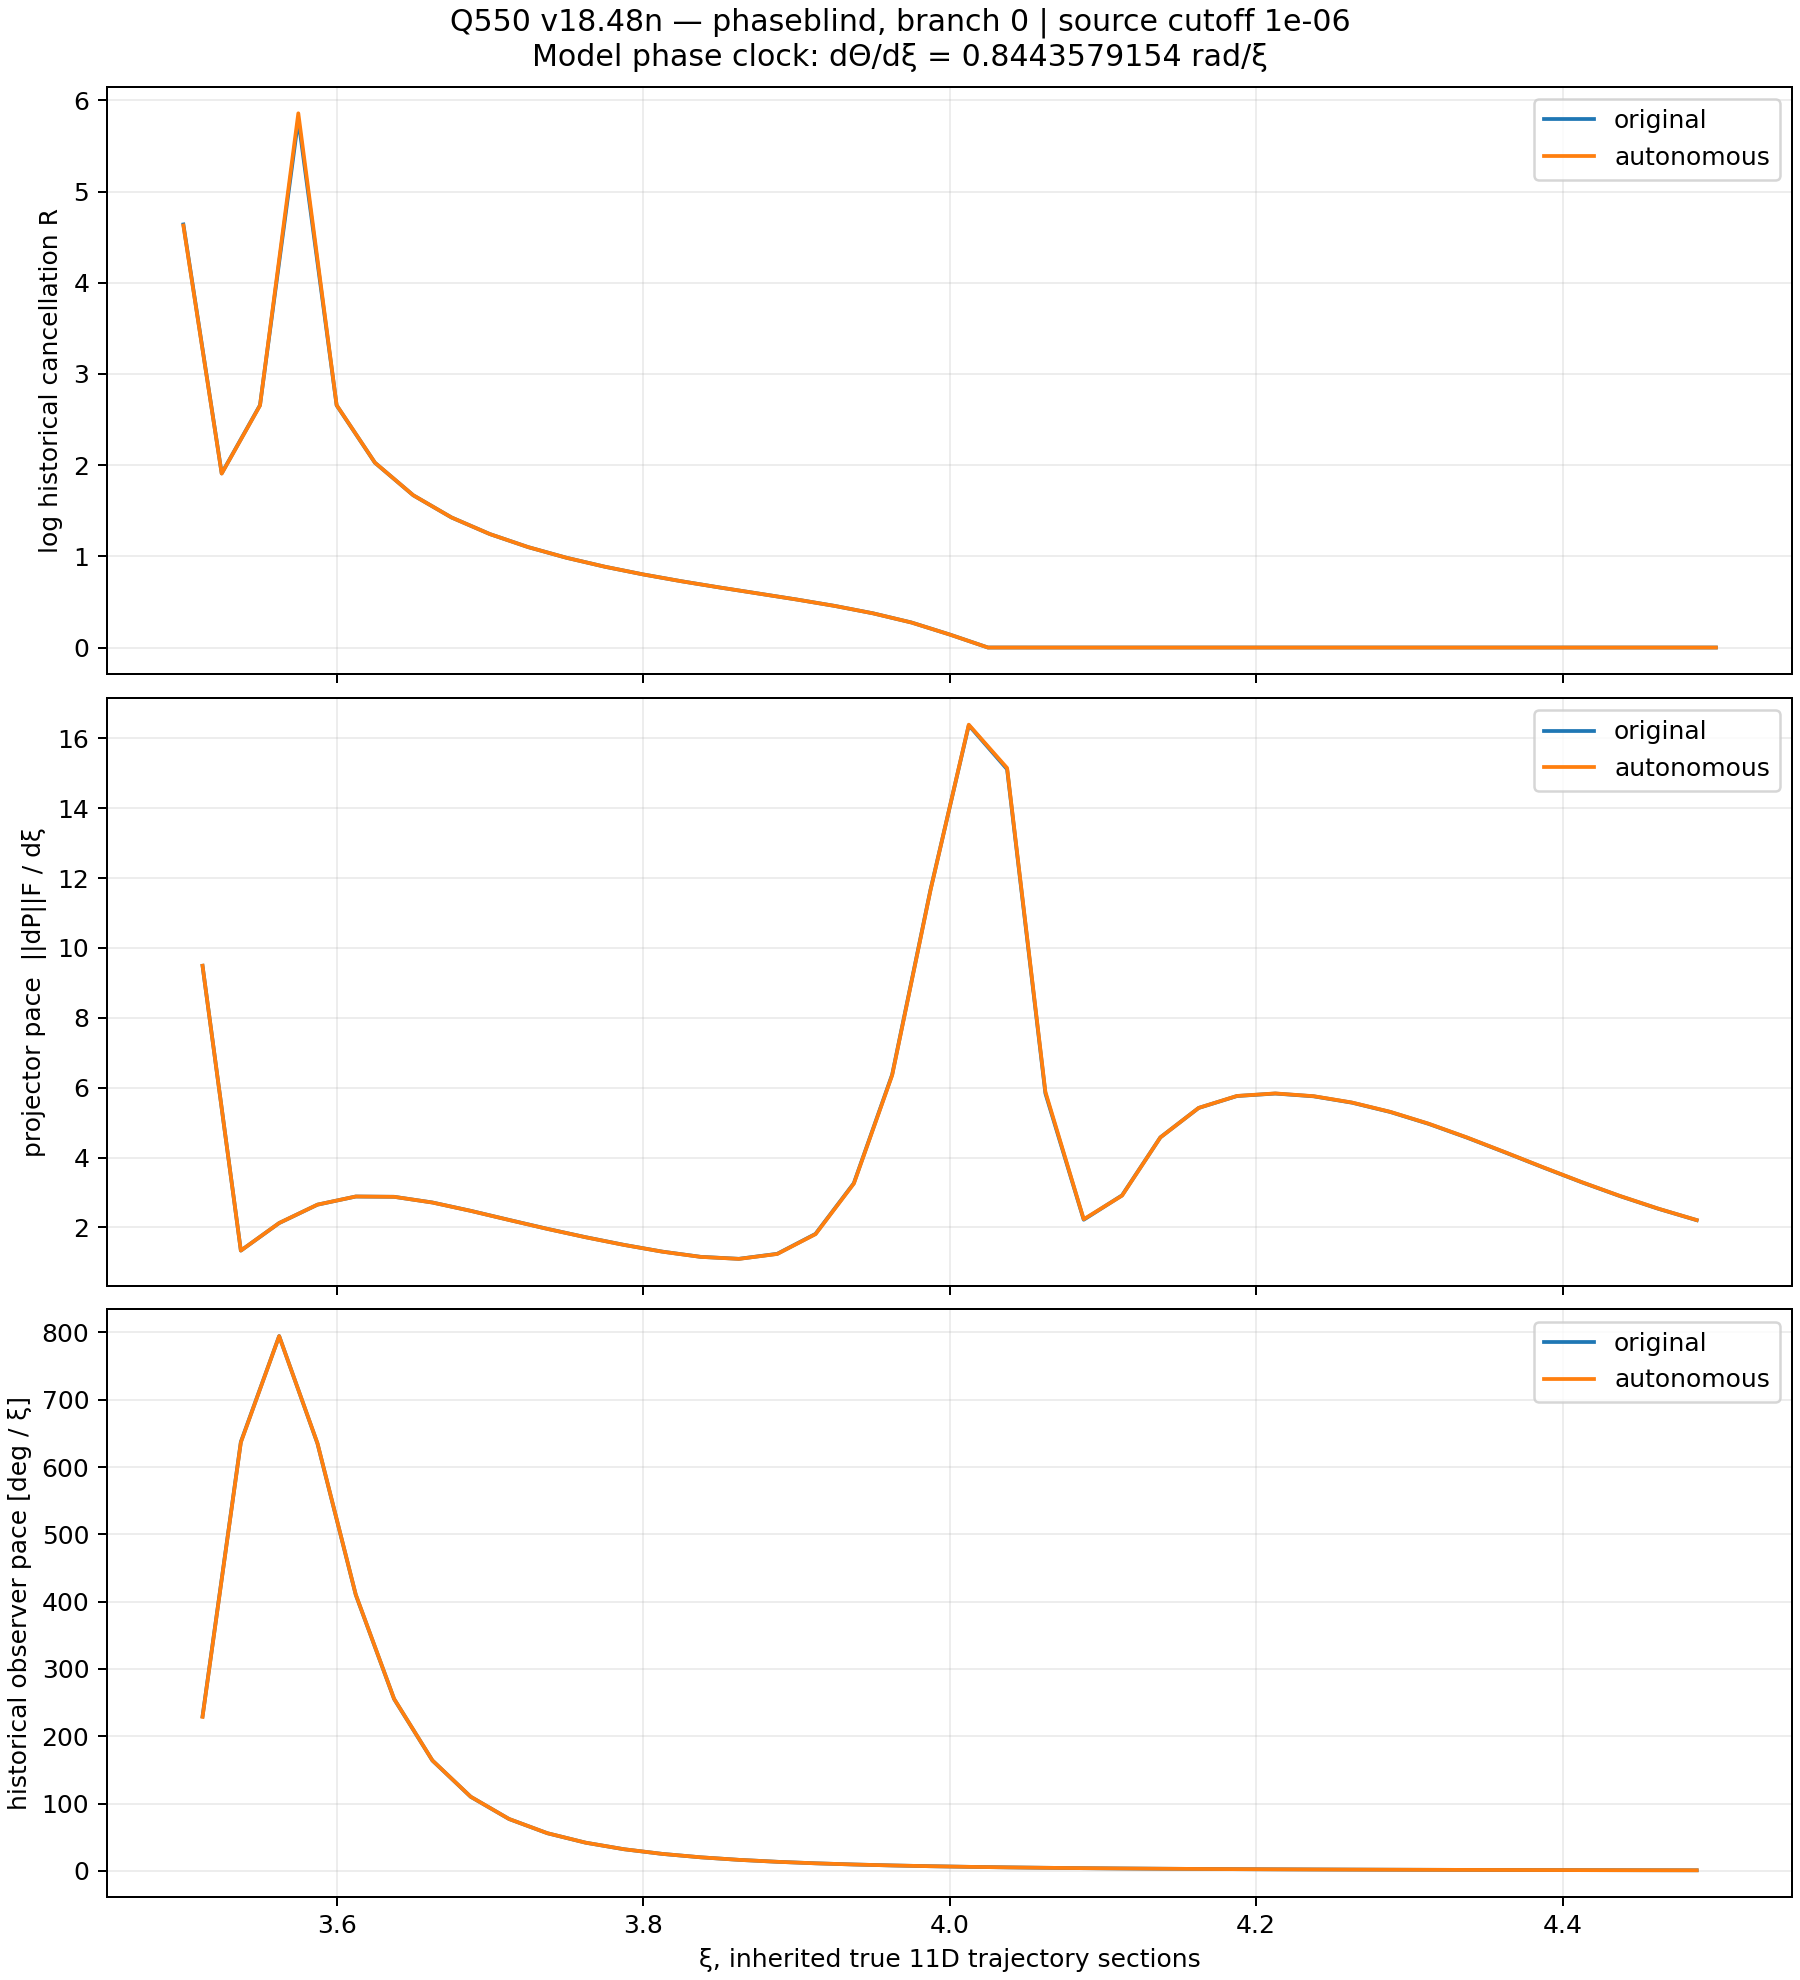 Q550 v18.48n — phaseblind, branch 0 | source cutoff 1e-06
Model phase clock: dΘ/dξ = 0.8443579154 rad/ξ
log historical cancellation R
6
5
4
3
2
1
0
original
autonomous
projector pace ||dP||F / dξ
16
14
12
10
8
6
4
2
original
autonomous
historical observer pace [deg / ξ]
800
700
600
500
400
300
200
100
0
original
autonomous
3.6
3.8
4.0
4.2
4.4
ξ, inherited true 11D trajectory sections